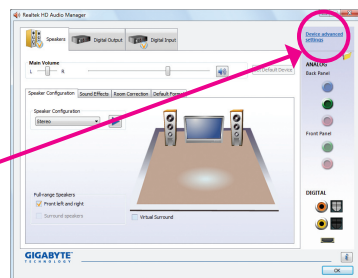 Realtek HD Audio Manager
Speakers
Digital Output
Digital Input
Device advanced
settings
Main Volume
L
R
Default Device
ANALOG
Back Panel
Speaker Configuration
Sound Effects
Room Correction
Default Format
Speaker Configuration
Stereo
Front Panel
Full-range Speakers
Front left and right
Surround speakers
Virtual Surround
DIGITAL
GIGABYTE
TECHNOLOGY
OK